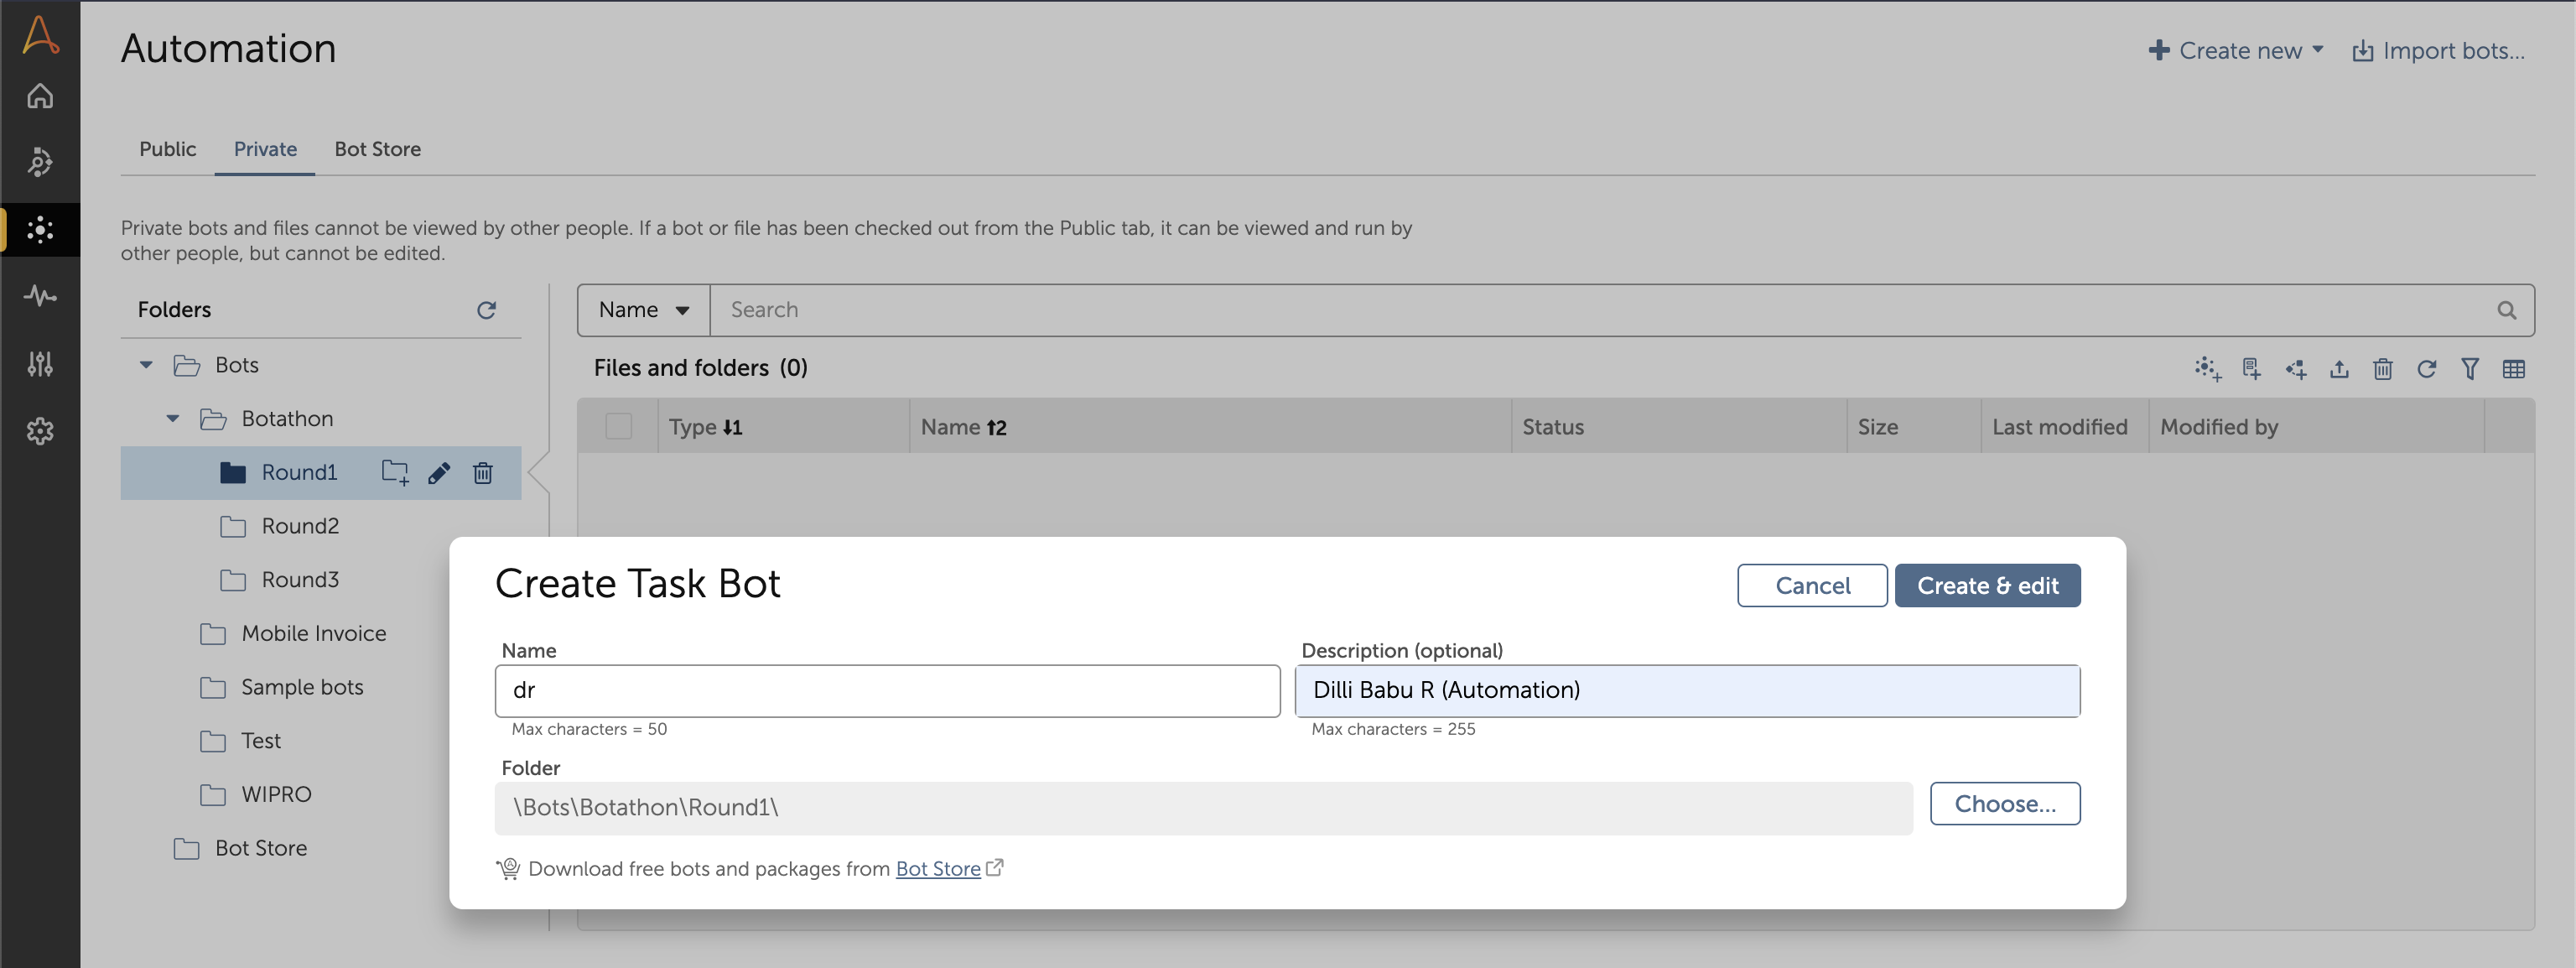 Automation
Create new
Import bots...
Public
Private
Bot Store
Private bots and files cannot be viewed by other people. If a bot or file has been checked out from the Public tab, it can be viewed and run by
other people, but cannot be edited.
Folders
Name
Search
Files and folders (0)
Bots
Botathon
Round1
Round2
Round3
Mobile Invoice
Sample bots
Test
WIPRO
Bot Store
Type 1
Name 2
Status
Size
Last modified
Modified by
Create Task Bot
Cancel
Create & edit
Name
Description (optional)
dr
Dilli Babu R (Automation)
Max characters = 50
Max characters = 255
Folder
\Bots\Botathon\Round1\
Choose...
Download free bots and packages from Bot Store